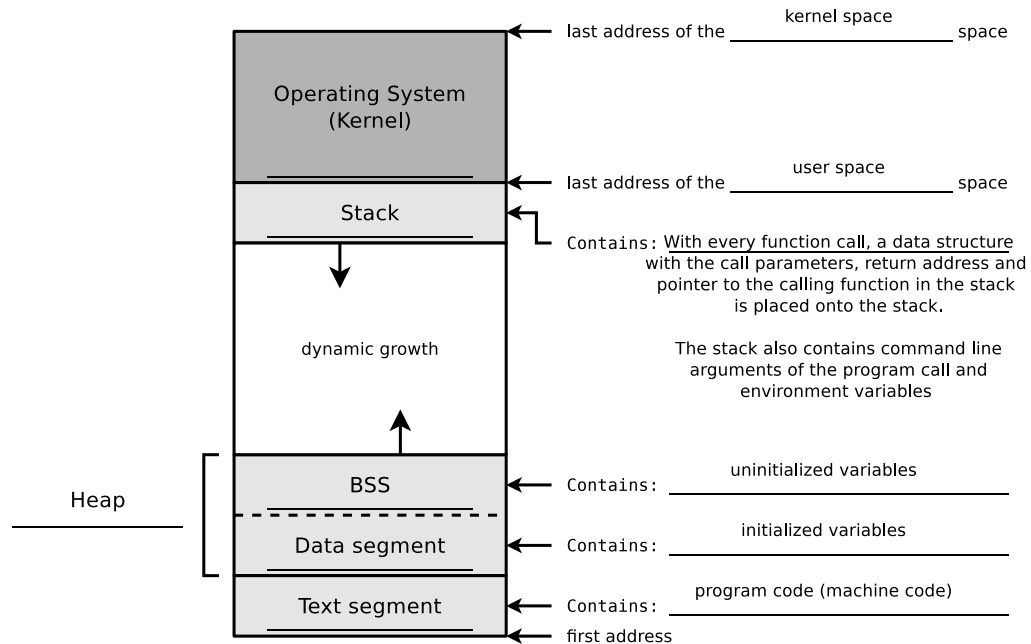 kernel space
last address of the space
Operating System
(Kernel)
user space
last address of the space
Stack
Contains: With every function call, a data structure
with the call parameters, return address and
pointer to the calling function in the stack
is placed onto the stack.
The stack also contains command line
arguments of the program call and
environment variables
dynamic growth
uninitialized variables
BSS
Contains:
Heap
initialized variables
Data segment
Contains:
program code (machine code)
Text segment
Contains:
first address